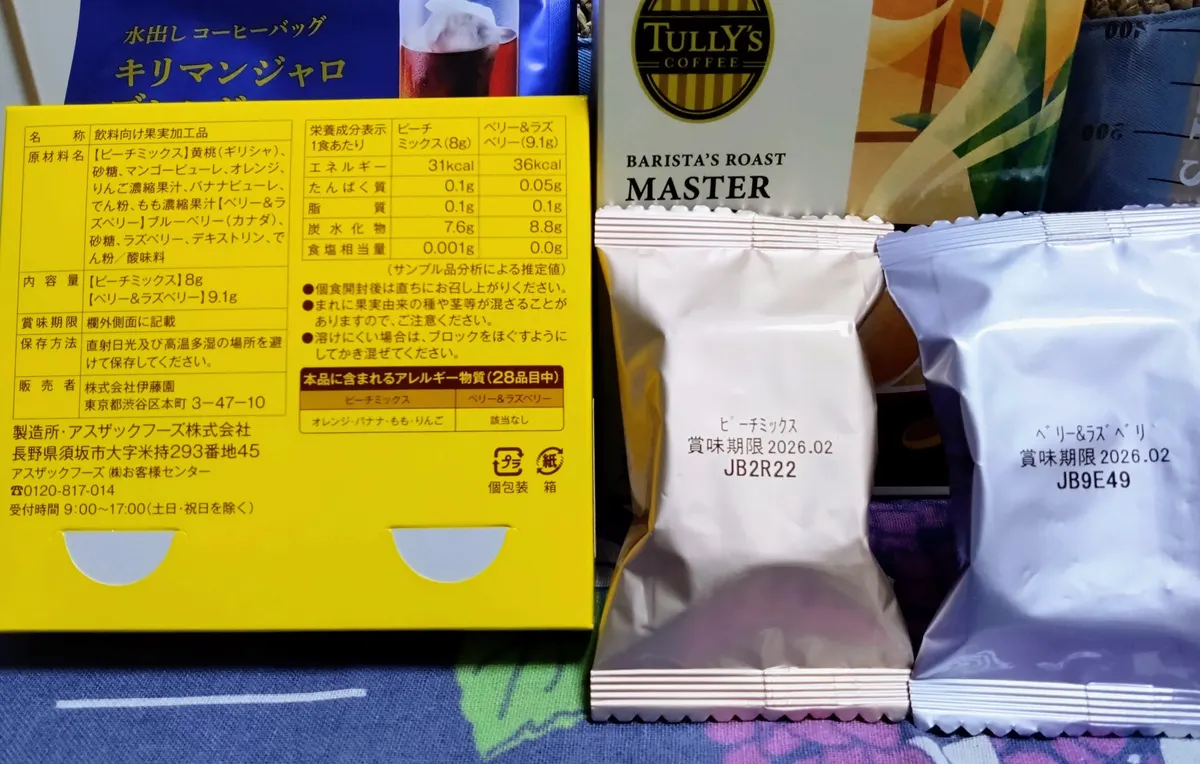 水出し コーヒーバッグ
キリマンジャロ
TULLY'S
COFFEE
BARISTA'S ROAST
MASTER
名 称 飲料向け果実加工品
原材料名 【ピーチミックス】黄桃(ギリシャ)、
砂糖、マンゴーピューレ、オレンジ、
りんご濃縮果汁、バナナピューレ、
でん粉、もも濃縮果汁【ベリー&ラ
ズベリー】ブルーベリー(カナダ)、
砂糖、ラズベリー、デキストリン、で
ん粉/酸味料
内容量 【ピーチミックス】8g
【ベリー&ラズベリー】9.1g
賞味期限 欄外側面に記載
保存方法 直射日光及び高温多湿の場所を避
けて保存してください。
販売者 株式会社伊藤園
東京都渋谷区本町 3-47-10
製造所・アスザックフーズ株式会社
長野県須坂市大字米持293番地45
アスザックフーズ ㈱お客様センター
☎0120-817-014
受付時間 9:00~17:00(土日・祝日を除く)
栄養成分表示 ピーチ ベリー&ラズ
1食あたり ミックス(8g) ベリー(9.1g)
エネルギー 31kcal 36kcal
たんぱく質 0.1g 0.05g
脂質 0.1g 0.1g
炭水化物 7.6g 8.8g
食塩相当量 0.001g 0.0g
(サンプル品分析による推定値)
●個食開封後は直ちにお召し上がりください。
●まれに果実由来の種や茎等が混ざることが
ありますので、ご注意ください。
●溶けにくい場合は、ブロックをほぐすように
してかき混ぜてください。
本品に含まれるアレルギー物質(28品目中)
ピーチミックス ベリー&ラズベリー
オレンジ・バナナ・もも・りんご 該当なし
プラ 紙
個包装 箱
ピーチミックス
賞味期限 2026.02
JB2R22
ベリー&ラズベリー
賞味期限 2026.02
JB9E49